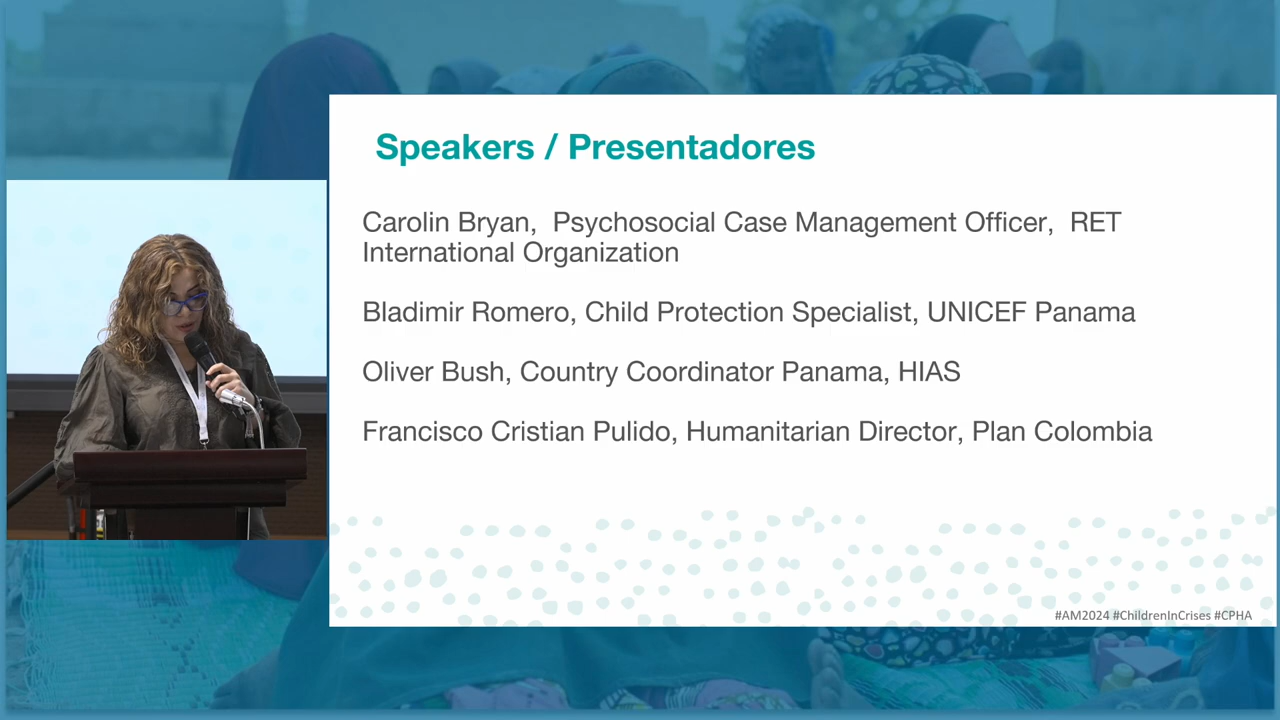 Speakers / Presentadores
Carolin Bryan,  Psychosocial Case Management Officer,  RET
International Organization
Bladimir Romero, Child Protection Specialist, UNICEF Panama
Oliver Bush, Country Coordinator Panama, HIAS
Francisco Cristian Pulido, Humanitarian Director, Plan Colombia
#AM2024 #ChildrenInCrises #CPHA